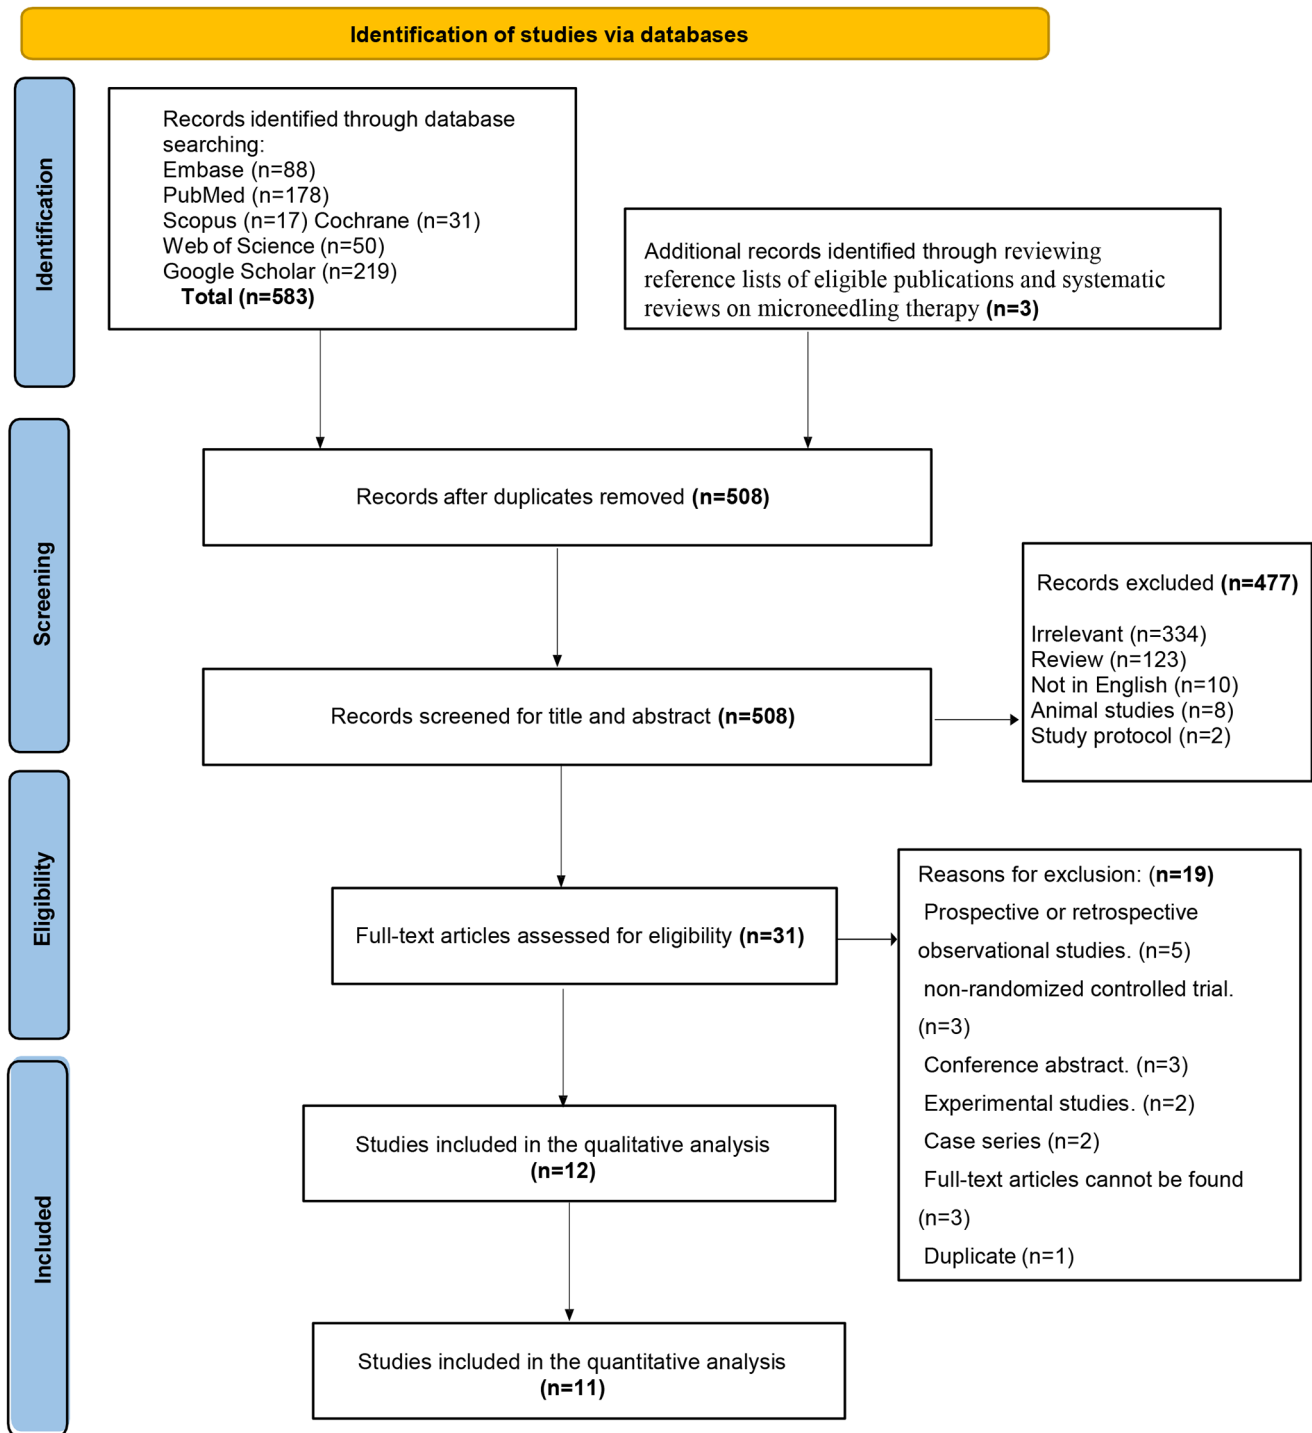 Identification of studies via databases
Identification
Records identified through database
searching:
Embase (n=88)
PubMed (n=178)
Scopus (n=17) Cochrane (n=31)
Web of Science (n=50)
Google Scholar (n=219)
Total (n=583)
Additional records identified through reviewing
reference lists of eligible publications and systematic
reviews on microneedling therapy (n=3)
Screening
Records after duplicates removed (n=508)
Records screened for title and abstract (n=508)
Records excluded (n=477)
Irrelevant (n=334)
Review (n=123)
Not in English (n=10)
Animal studies (n=8)
Study protocol (n=2)
Eligibility
Full-text articles assessed for eligibility (n=31)
Reasons for exclusion: (n=19)
Prospective or retrospective
observational studies. (n=5)
non-randomized controlled trial.
(n=3)
Conference abstract. (n=3)
Experimental studies. (n=2)
Case series (n=2)
Full-text articles cannot be found
(n=3)
Duplicate (n=1)
Included
Studies included in the qualitative analysis
(n=12)
Studies included in the quantitative analysis
(n=11)